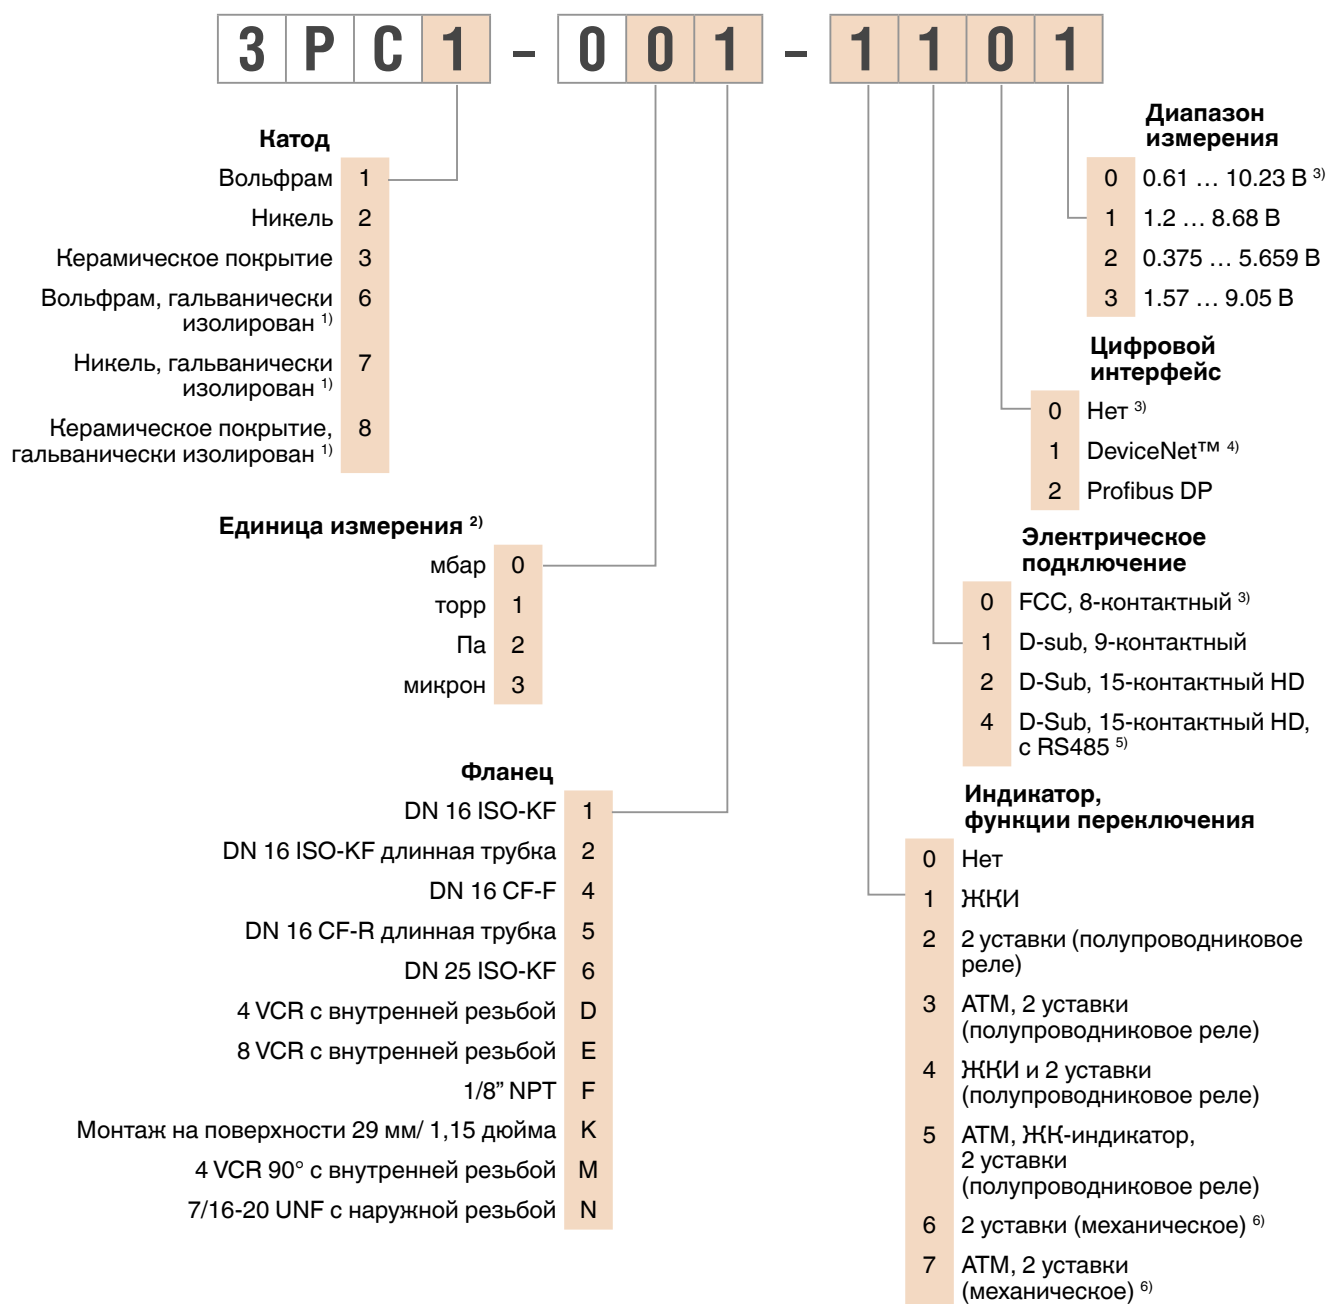 3PC1 – 001 – 1101
Катод
Вольфрам 1
Никель 2
Керамическое покрытие 3
Вольфрам, гальванически 6
изолирован 1)
Никель, гальванически 7
изолирован 1)
Керамическое покрытие, 8
гальванически изолирован 1)
Единица измерения 2)
мбар 0
торр 1
Па 2
микрон 3
Фланец
DN 16 ISO-KF 1
DN 16 ISO-KF длинная трубка 2
DN 16 CF-F 4
DN 16 CF-R длинная трубка 5
DN 25 ISO-KF 6
4 VCR с внутренней резьбой D
8 VCR с внутренней резьбой E
1/8” NPT F
Монтаж на поверхности 29 мм/ 1,15 дюйма K
4 VCR 90° с внутренней резьбой M
7/16-20 UNF с наружной резьбой N
Диапазон
измерения
0 0.61 … 10.23 В 3)
1 1.2 … 8.68 В
2 0.375 … 5.659 В
3 1.57 … 9.05 В
Цифровой
интерфейс
0 Нет 3)
1 DeviceNet™ 4)
2 Profibus DP
Электрическое
подключение
0 FCC, 8-контактный 3)
1 D-sub, 9-контактный
2 D-Sub, 15-контактный HD
4 D-Sub, 15-контактный HD,
с RS485 5)
Индикатор,
функции переключения
0 Нет
1 ЖКИ
2 2 уставки (полупроводниковое
реле)
3 ATM, 2 уставки
(полупроводниковое реле)
4 ЖКИ и 2 уставки
(полупроводниковое реле)
5 ATM, ЖК-индикатор,
2 уставки
(полупроводниковое реле)
6 2 уставки (механическое) 6)
7 ATM, 2 уставки
(механическое) 6)